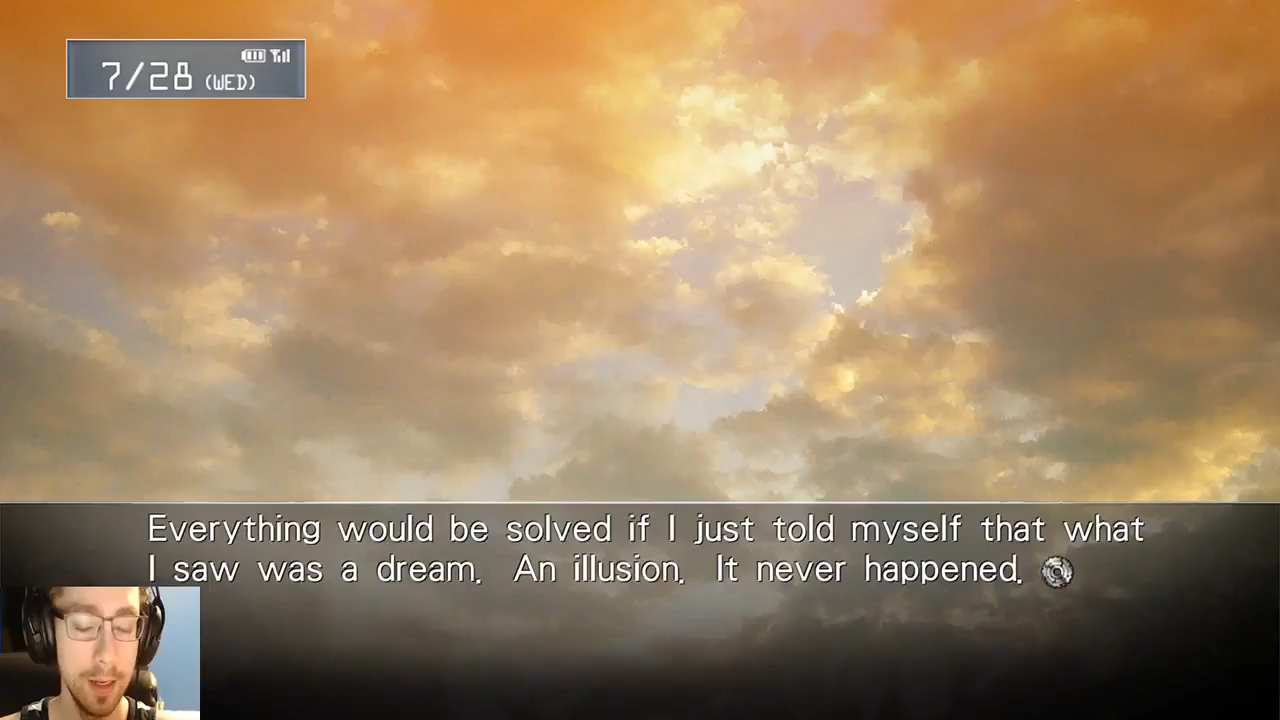 7/28 (WED)
Everything would be solved if I just told myself that what
I saw was a dream. An illusion. It never happened.